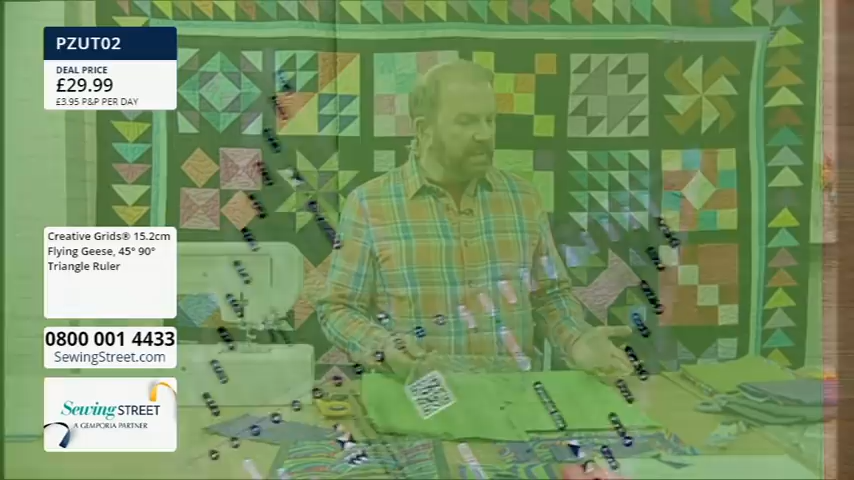 PZUT02
DEAL PRICE
£29.99
£3.95 P&P PER DAY
Creative Grids® 15.2cm
Flying Geese, 45° 90°
Triangle Ruler
0800 001 4433
SewingStreet.com
Sewing STREET
A GEMPORIA PARTNER